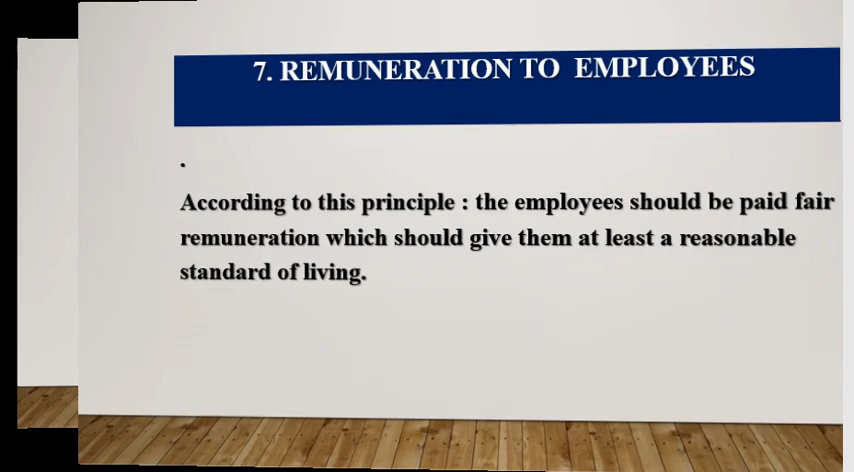 7. REMUNERATION TO EMPLOYEES
.
According to this principle : the employees should be paid fair
remuneration which should give them at least a reasonable
standard of living.